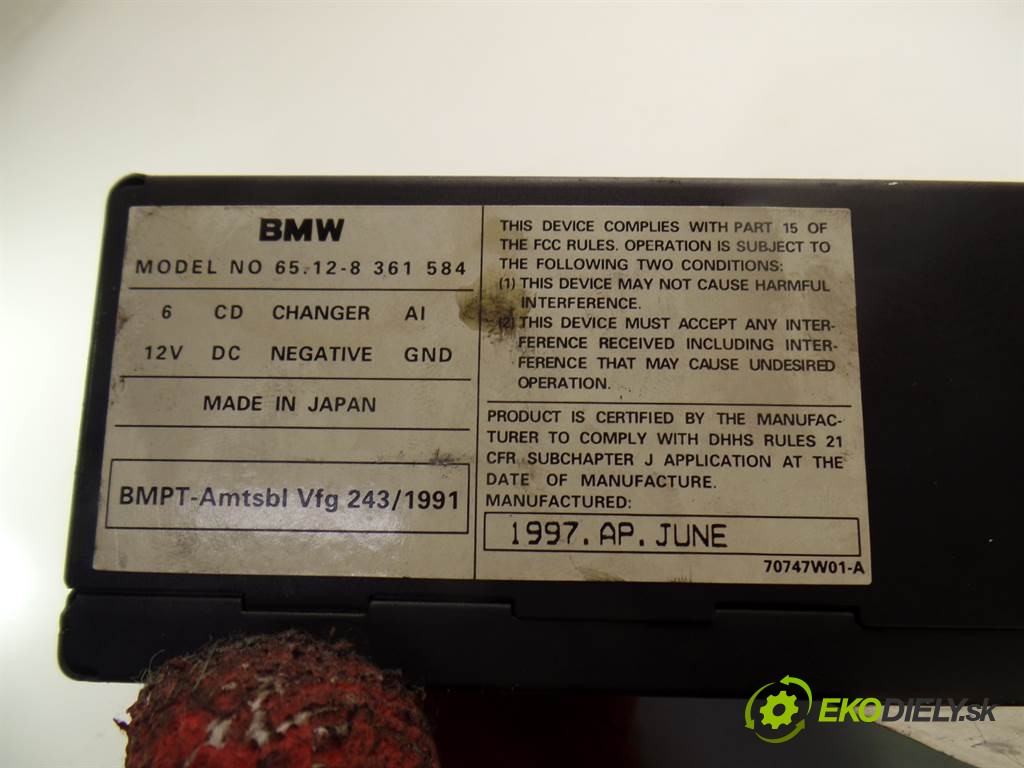 BMW
MODEL NO 65.12-8 361 584
6 CD CHANGER AI
12V DC NEGATIVE GND
MADE IN JAPAN
BMPT-Amtsbl Vfg 243/1991
THIS DEVICE COMPLIES WITH PART 15 OF
THE FCC RULES. OPERATION IS SUBJECT TO
THE FOLLOWING TWO CONDITIONS:
(1) THIS DEVICE MAY NOT CAUSE HARMFUL
INTERFERENCE.
(2) THIS DEVICE MUST ACCEPT ANY INTER-
FERENCE RECEIVED INCLUDING INTER-
FERENCE THAT MAY CAUSE UNDESIRED
OPERATION.
PRODUCT IS CERTIFIED BY THE MANUFAC-
TURER TO COMPLY WITH DHHS RULES 21
CFR SUBCHAPTER J APPLICATION AT THE
DATE OF MANUFACTURE.
MANUFACTURED:
1997.AP.JUNE
70747W01-A
EKODIELY.sk